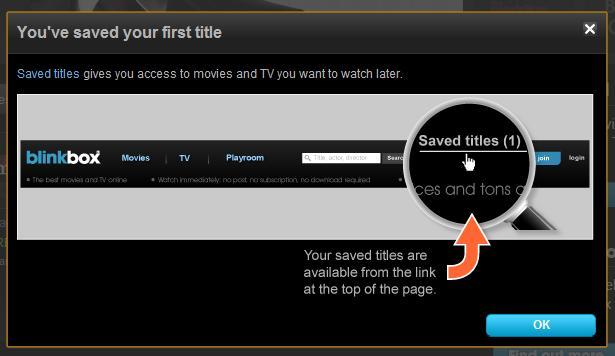 You've saved your first title
Saved titles gives you access to movies and TV you want to watch later.
Saved titles (1)
blinkbox Movies TV Playroom Title, actor, director Search join login
The best movies and TV online Watch immediately: no post, no subscription, no download required
ces and tons
Your saved titles are
available from the link
at the top of the page.
OK
Find out more